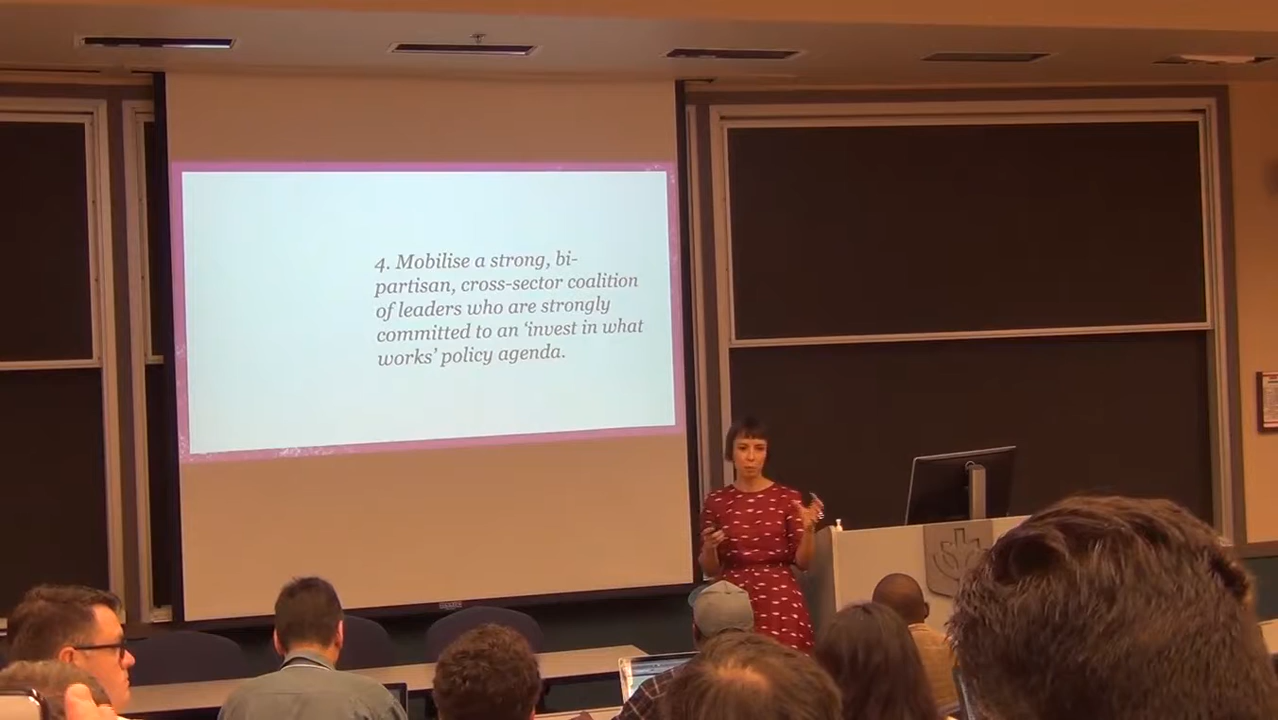 4. Mobilise a strong, bi-
partisan, cross-sector coalition
of leaders who are strongly
committed to an ‘invest in what
works’ policy agenda.